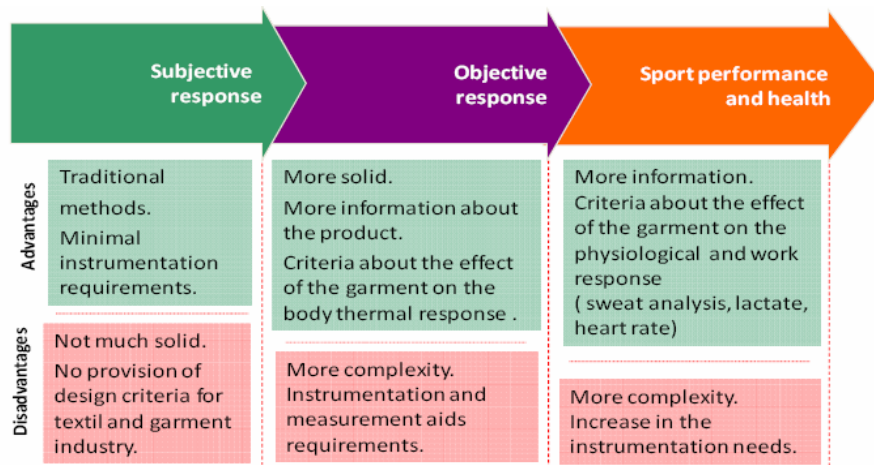 Subjective
response
Objective
response
Sport performance
and health
Advantages
Traditional
methods.
Minimal
instrumentation
requirements.
More solid.
More information about
the product.
Criteria about the effect
of the garment on the
body thermal response .
More information.
Criteria about the effect
of the garment on the
physiological and work
response
( sweat analysis, lactate,
heart rate)
Disadvantages
Not much solid.
No provision of
design criteria for
textil and garment
industry.
More complexity.
Instrumentation and
measurement aids
requirements.
More complexity.
Increase in the
instrumentation needs.